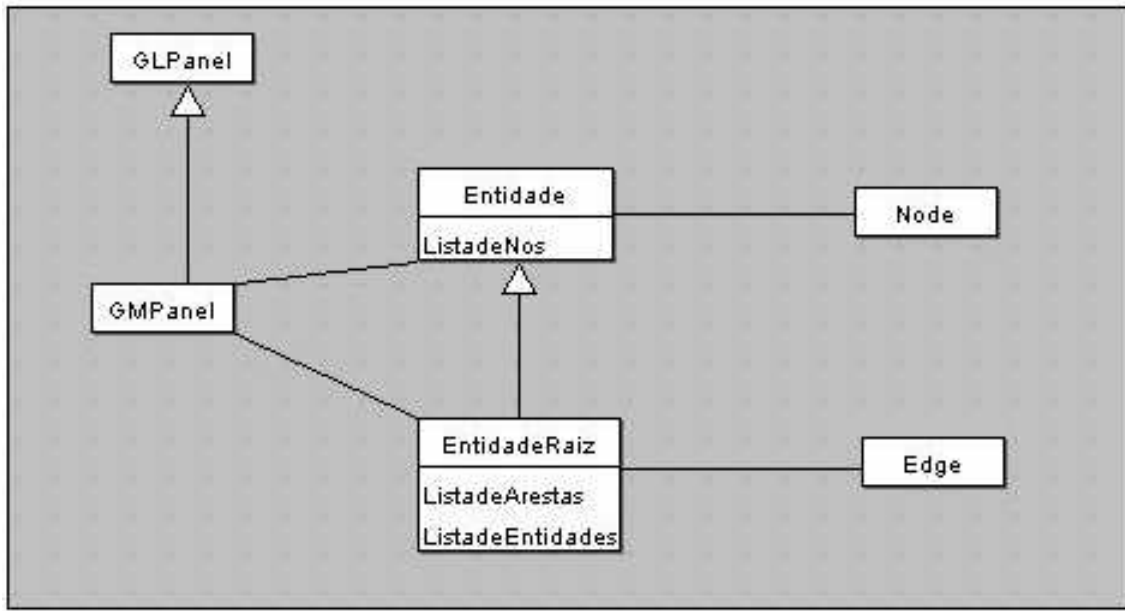 GLPanel
Entidade
ListadeNos
Node
GMPanel
EntidadeRaiz
ListadeArestas
ListadeEntidades
Edge